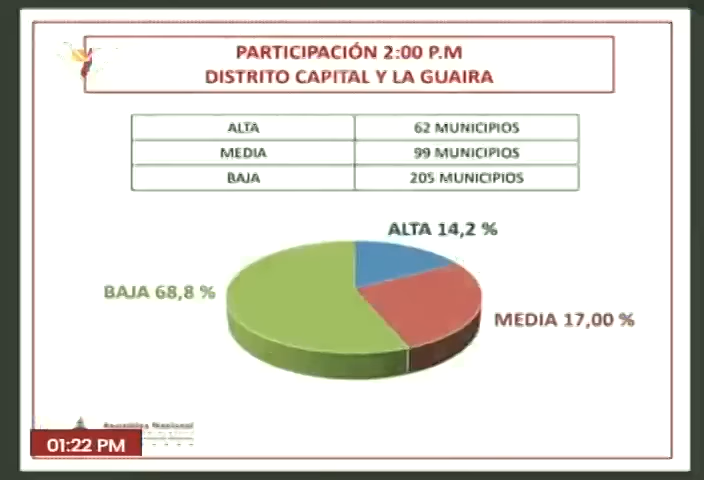 PARTICIPACIÓN 2:00 P.M
DISTRITO CAPITAL Y LA GUAIRA
ALTA 62 MUNICIPIOS
MEDIA 99 MUNICIPIOS
BAJA 205 MUNICIPIOS
ALTA 14,2 %
BAJA 68,8 %
MEDIA 17,00 %
Asamblea Nacional
01:22 PM